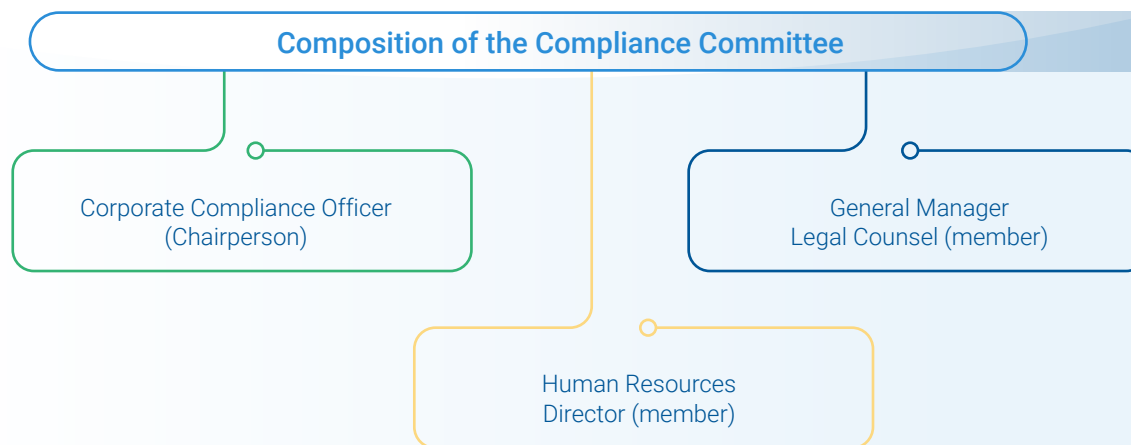 Composition of the Compliance Committee
Corporate Compliance Officer
(Chairperson)
General Manager
Legal Counsel (member)
Human Resources
Director (member)